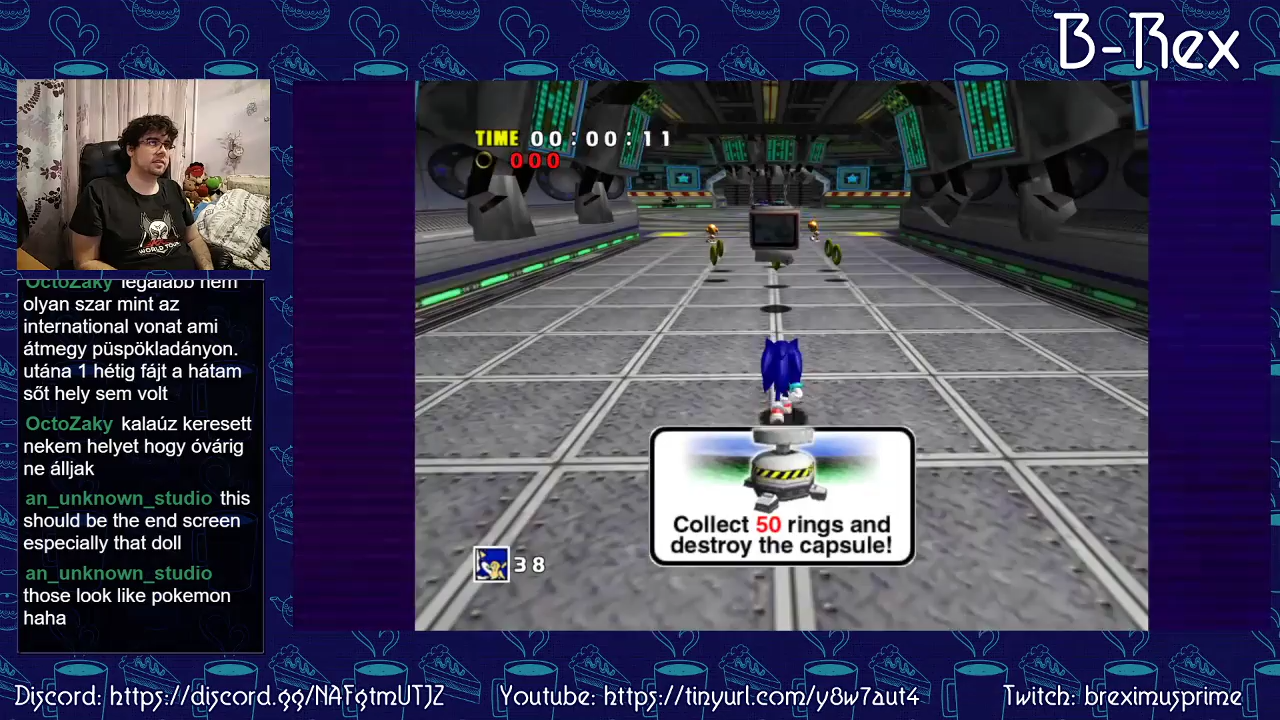 B-Rex
TIME 00:00:11
000
OctoZaky legalább nem
olyan szar mint az
international vonat ami
átmegy püspökladányon.
utána 1 hétig fájt a hátam
sőt hely sem volt
OctoZaky kalaúz keresett
nekem helyet hogy óvárig
ne álljak
an_unknown_studio this
should be the end screen
especially that doll
an_unknown_studio
those look like pokemon
haha
WORLD TOUR
Collect 50 rings and
destroy the capsule!
38
Discord: https://discord.gg/NAFgtmUTJZ
Youtube: https://tinyurl.com/y8w7aut4
Twitch: breximusprime